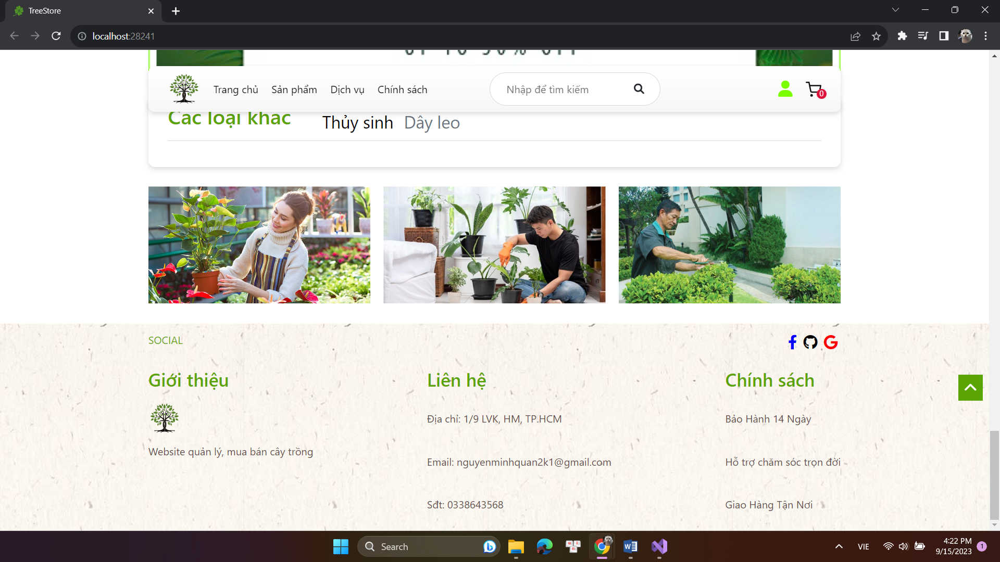 TreeStore
localhost:28241
Trang chủ
Sản phẩm
Dịch vụ
Chính sách
Nhập để tìm kiếm
0
Các loại khác
Thủy sinh
Dây leo
SOCIAL
Giới thiệu
Website quản lý, mua bán cây trồng
Liên hệ
Địa chỉ: 1/9 LVK, HM, TP.HCM
Email: nguyenminhquan2k1@gmail.com
Sđt: 0338643568
Chính sách
Bảo Hành 14 Ngày
Hỗ trợ chăm sóc trọn đời
Giao Hàng Tận Nơi
Search
VIE
4:22 PM
9/15/2023
1